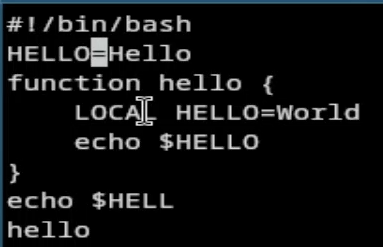 #!/bin/bash
HELLO=Hello
function hello {
LOCAL HELLO=World
echo $HELLO
}
echo $HELL
hello